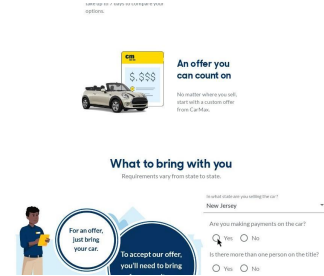 take up to 7 days to compare your
options.
cm
$,$$$
An offer you
can count on
No matter where you sell,
start with a custom offer
from CarMax.
What to bring with you
Requirements vary from state to state.
In what state are you selling the car?
New Jersey
Are you making payments on the car?
Yes No
Is there more than one person on the title?
Yes No
For an offer,
just bring
your car.
To accept our offer,
you'll need to bring